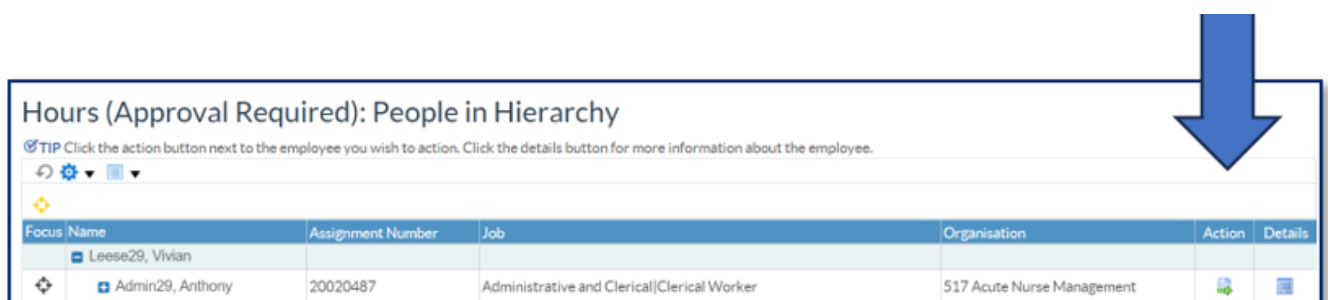 Hours (Approval Required): People in Hierarchy
TIP Click the action button next to the employee you wish to action. Click the details button for more information about the employee.
Focus Name Assignment Number Job Organisation Action Details
Leese29, Vivian
Admin29, Anthony 20020487 Administrative and Clerical|Clerical Worker 517 Acute Nurse Management